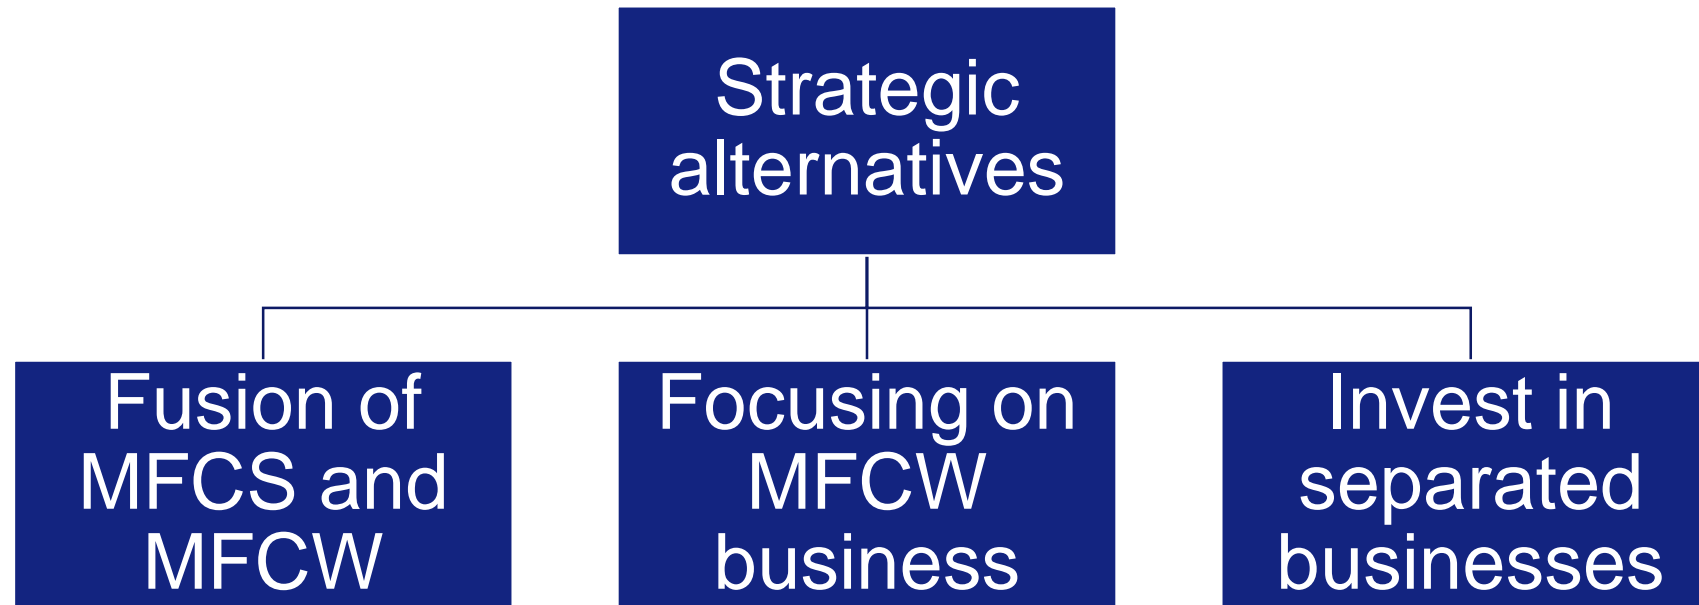 Strategic
alternatives
Fusion of
MFCS and
MFCW
Focusing on
MFCW
business
Invest in
separated
businesses